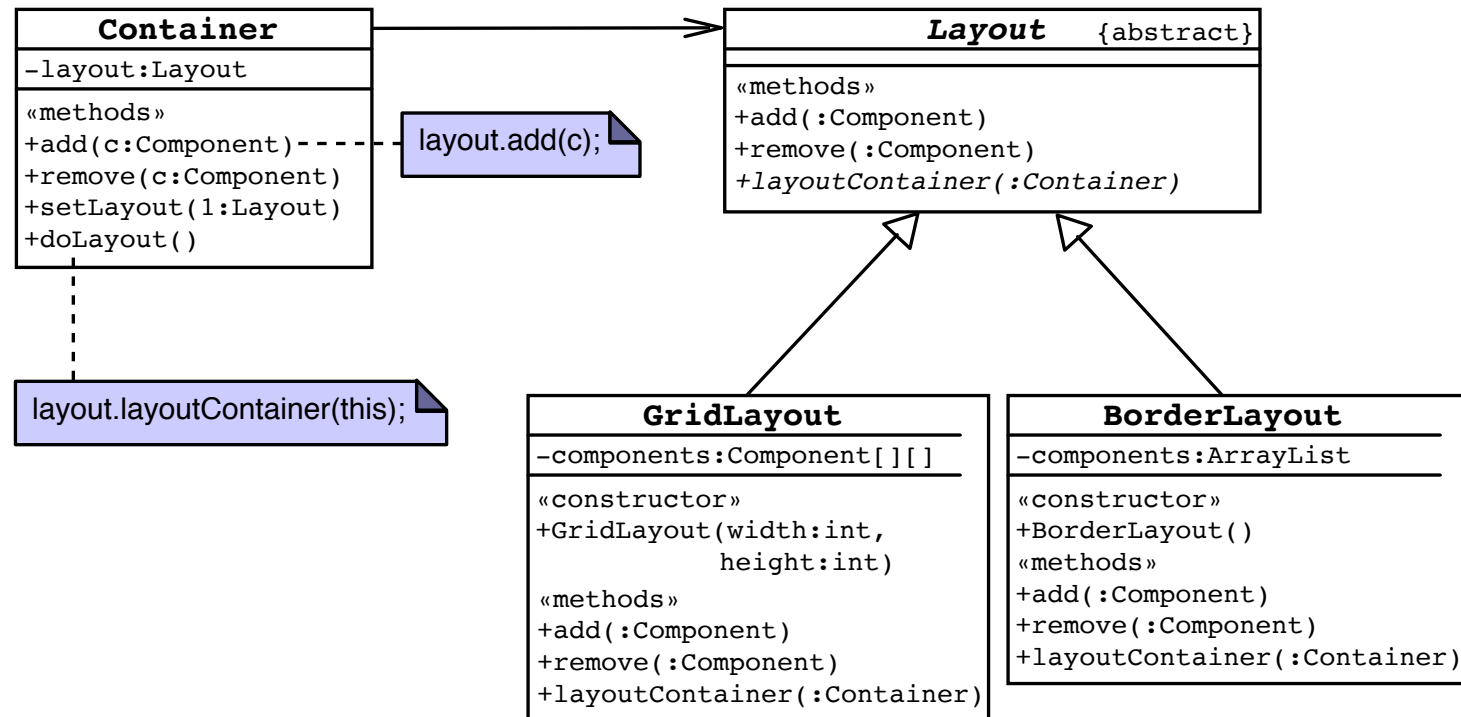 Container
-layout:Layout
«methods»
+add(c:Component)
+remove(c:Component)
+setLayout(1:Layout)
+doLayout()
layout.add(c);
layout.layoutContainer(this);
Layout {abstract}
«methods»
+add(:Component)
+remove(:Component)
+layoutContainer(:Container)
GridLayout
-components:Component[][]
«constructor»
+GridLayout(width:int,
height:int)
«methods»
+add(:Component)
+remove(:Component)
+layoutContainer(:Container)
BorderLayout
-components:ArrayList
«constructor»
+BorderLayout()
«methods»
+add(:Component)
+remove(:Component)
+layoutContainer(:Container)